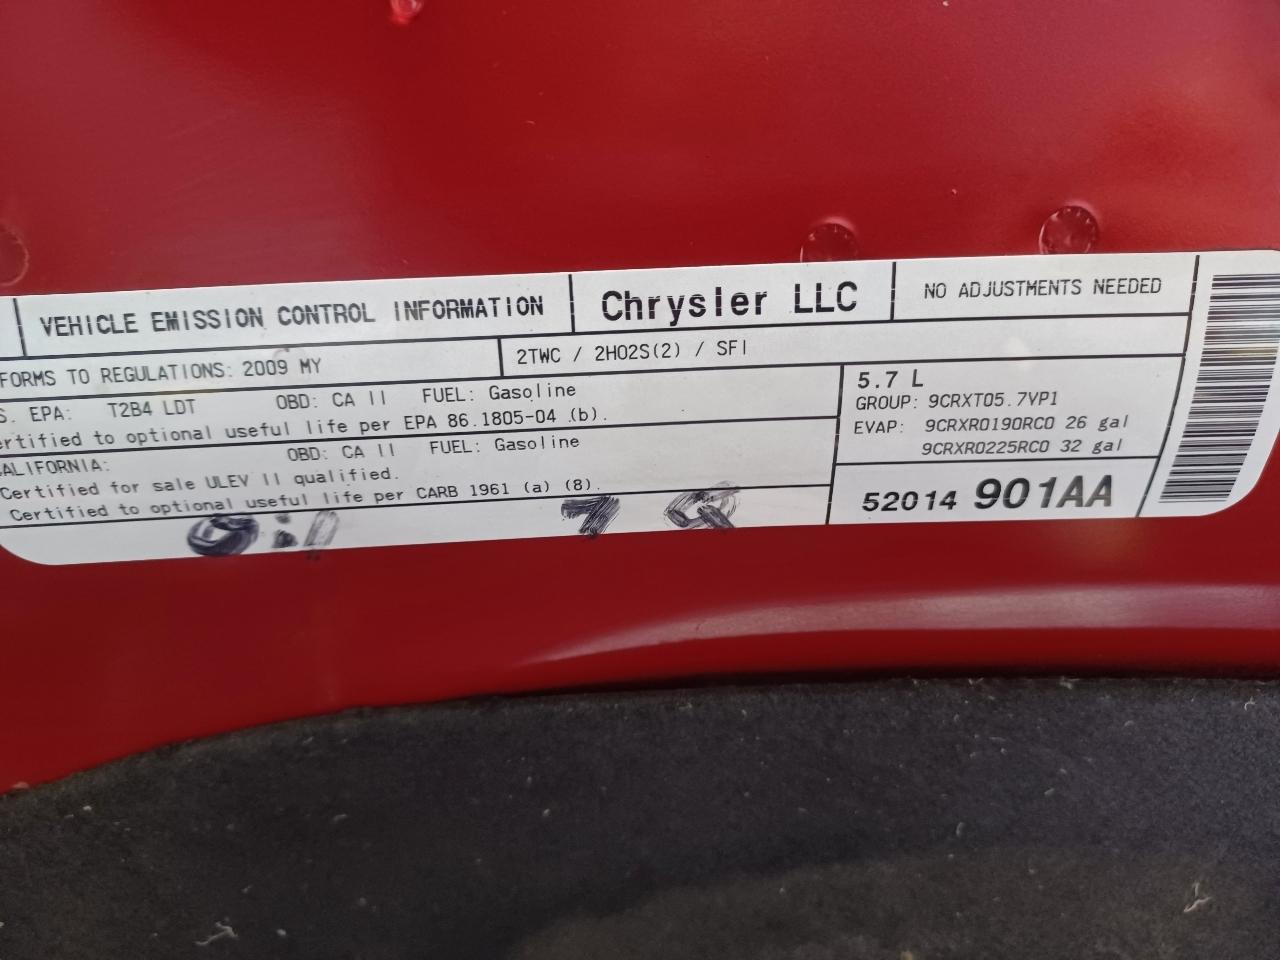 VEHICLE EMISSION CONTROL INFORMATION
Chrysler LLC
NO ADJUSTMENTS NEEDED
FORMS TO REGULATIONS: 2009 MY
2TWC / 2HO2S(2) / SFI
S. EPA: T2B4 LDT OBD: CA II FUEL: Gasoline
ertified to optional useful life per EPA 86.1805-04 (b).
ALIFORNIA: OBD: CA II FUEL: Gasoline
Certified for sale ULEV II qualified.
Certified to optional useful life per CARB 1961 (a) (8).
5.7 L
GROUP: 9CRXT05.7VP1
EVAP: 9CRXR0190RC0 26 gal
9CRXR0225RC0 32 gal
52014 901AA
Oil 7 Q